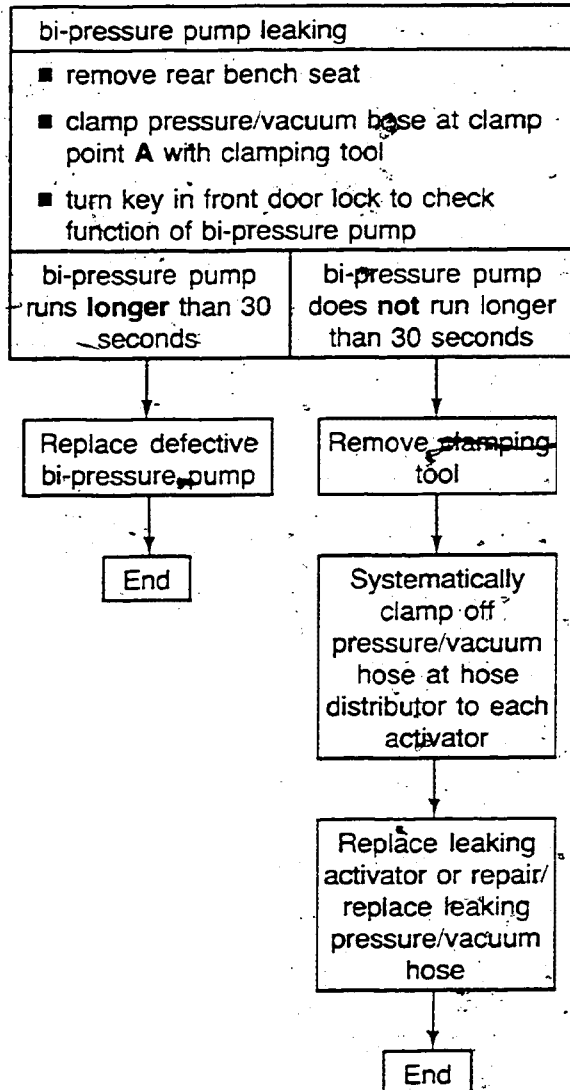 bi-pressure pump leaking
■ remove rear bench seat
■ clamp pressure/vacuum hose at clamp
point A with clamping tool
■ turn key in front door lock to check
function of bi-pressure pump
bi-pressure pump
runs longer than 30
seconds
bi-pressure pump
does not run longer
than 30 seconds
Replace defective
bi-pressure pump
End
Remove clamping
tool
Systematically
clamp off
pressure/vacuum
hose at hose
distributor to each
activator
Replace leaking
activator or repair/
replace leaking
pressure/vacuum
hose
End